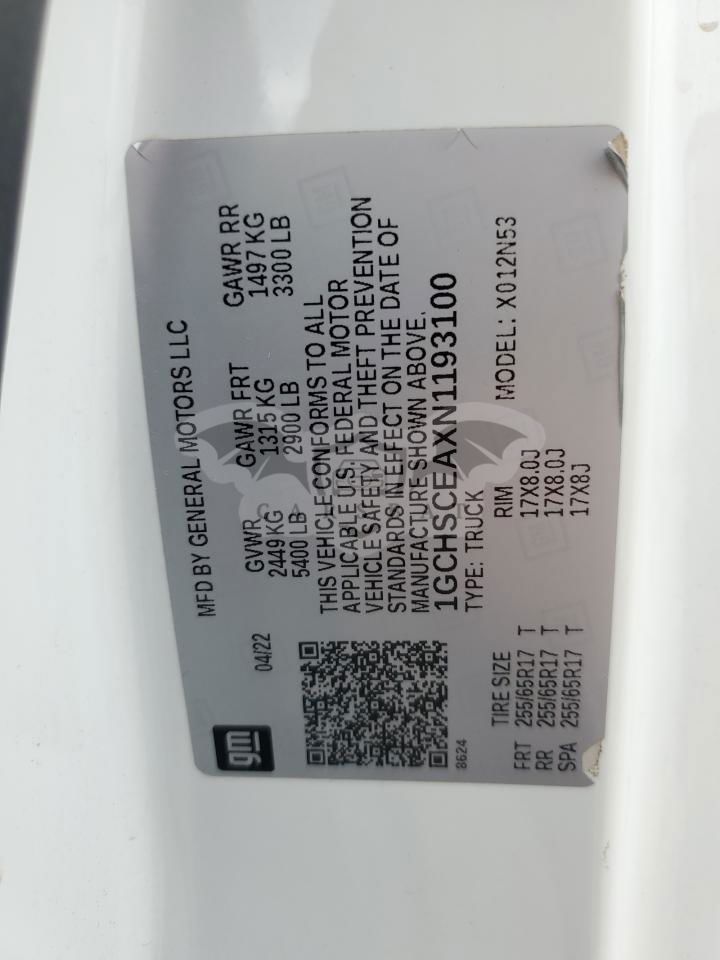 gm
04/22
MFD BY GENERAL MOTORS LLC
GVWR GAWR FRT GAWR RR
2449 KG 1315 KG 1497 KG
5400 LB 2900 LB 3300 LB
THIS VEHICLE CONFORMS TO ALL
APPLICABLE U.S. FEDERAL MOTOR
VEHICLE SAFETY AND THEFT PREVENTION
STANDARDS IN EFFECT ON THE DATE OF
MANUFACTURE SHOWN ABOVE.
1GCHSCEAXN1193100
8624
TYPE: TRUCK
TIRE SIZE RIM MODEL: X012N53
FRT 255/65R17 T 17X8.0J
RR 255/65R17 T 17X8.0J
SPA 255/65R17 T 17X8J